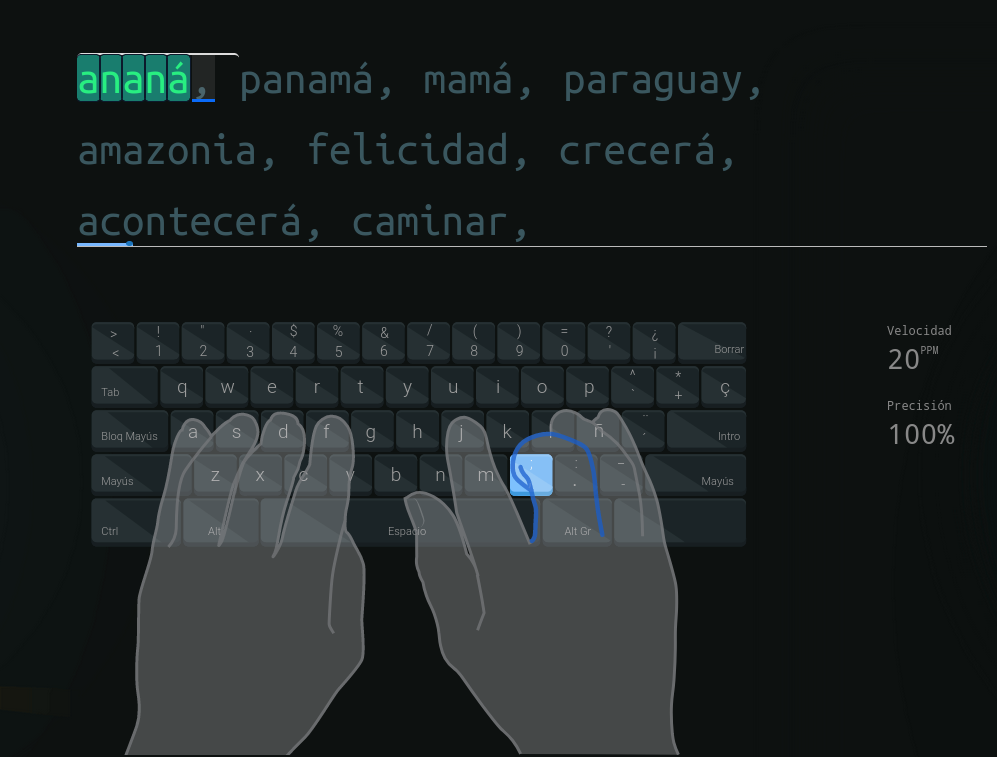 ananá, panamá, mamá, paraguay,
amazonia, felicidad, crecerá,
acontecerá, caminar,
> ! " · $ % & / ( ) = ? ¿
< 1 2 3 4 5 6 7 8 9 0 ' ¡ Borrar
Velocidad
20 PPM
^ *
Tab q w e r t y u i o p ` + ç
Precisión
100%
¨
Bloq Mayús a s d f g h j k l ñ ´ Intro
; : _
Mayús z x c v b n m , . - Mayús
Ctrl Alt Espacio Alt Gr